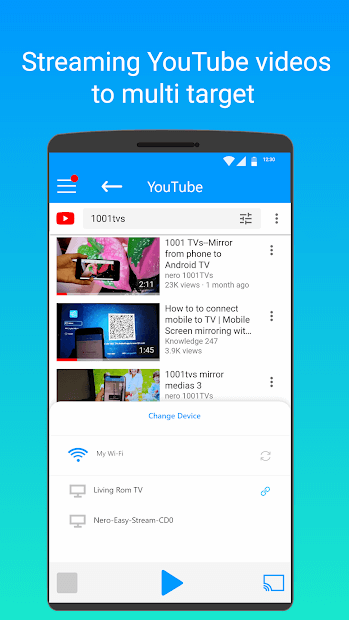 Streaming YouTube videos
to multi target
12:30
YouTube
1001tvs
1001 TVs–Mirror
from phone to
Android TV
nero 1001TVs
23K views · 1 month ago
2:11
How to to connect
mobile to TV | Mobile
Screen mirroring wit...
Knowledge 247
3.9K views
1:45
1001tvs mirror
medias 3
nero 1001TVs
Change Device
My Wi-Fi
Living Rom TV
Nero-Easy-Stream-CD0